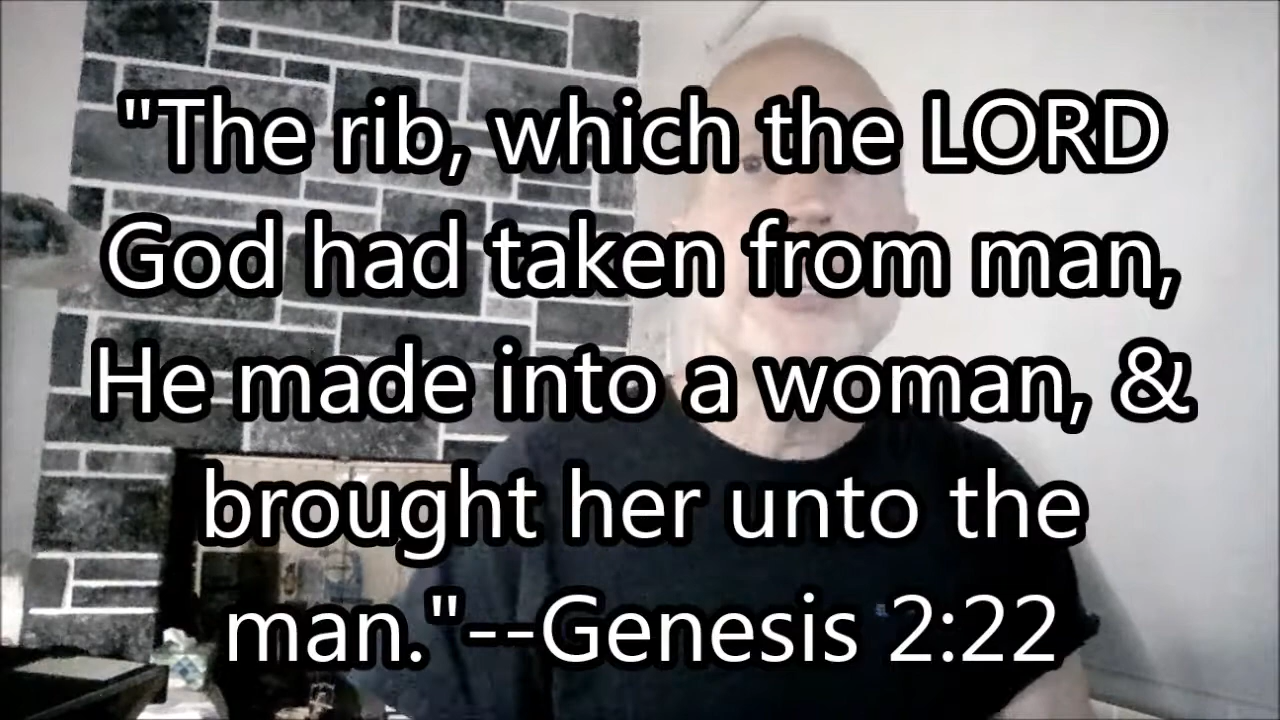 "The rib, which the LORD
God had taken from man,
He made into a woman, &
brought her unto the
man."--Genesis 2:22